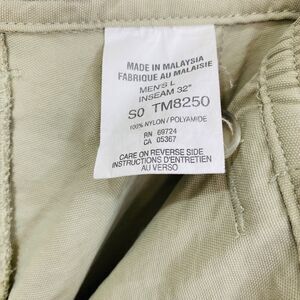 MADE IN MALAYSIA
FABRIQUE AU MALAISIE
MEN'S L
INSEAM 32"
S0 TM8250
100% NYLON / POLYAMIDE
RN 69724
CA 05367
CARE ON REVERSE SIDE
INSTRUCTIONS D'ENTRETIEN
AU VERSO